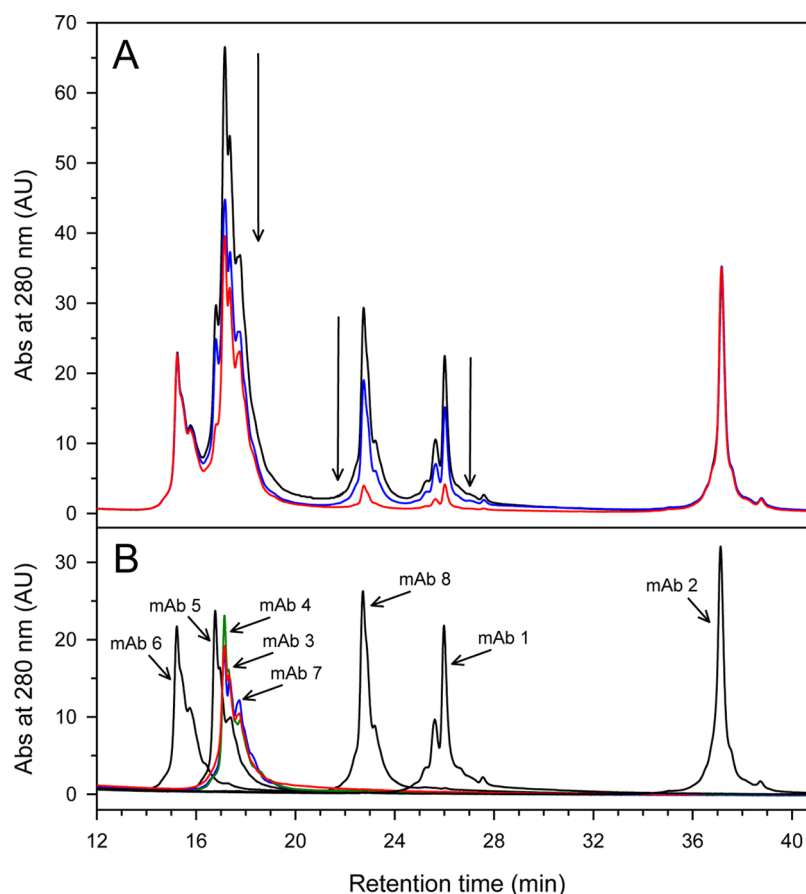 A
Abs at 280 nm (AU)
70
60
50
40
30
20
10
0
B
Abs at 280 nm (AU)
30
20
10
0
mAb 6
mAb 5
mAb 4
mAb 3
mAb 7
mAb 8
mAb 1
mAb 2
12 16 20 24 28 32 36 40
Retention time (min)